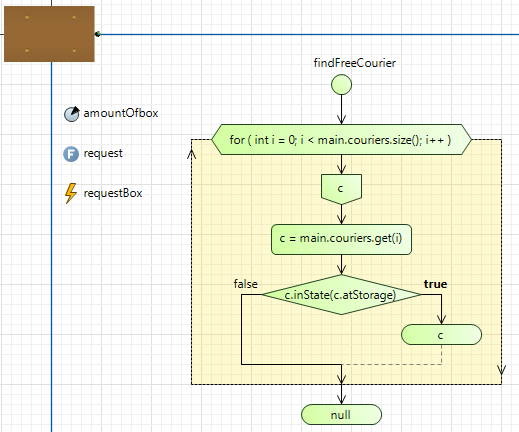 findFreeCourier
amountOfbox
for ( int i = 0; i < main.couriers.size(); i++ )
F request
c
requestBox
c = main.couriers.get(i)
false
true
c.inState(c.atStorage)
c
null